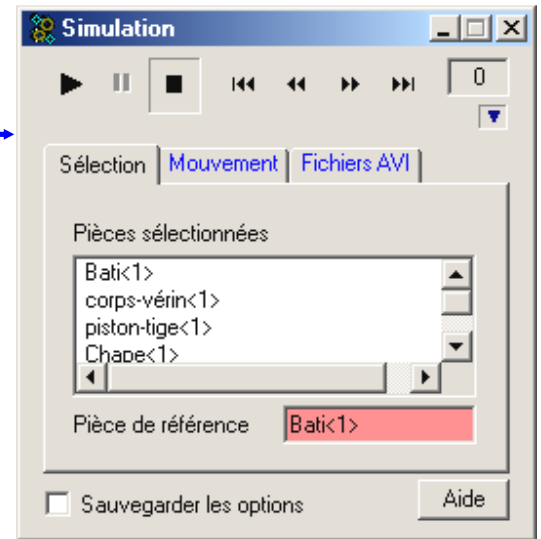 Simulation
0
Sélection Mouvement Fichiers AVI
Pièces sélectionnées
Bati<1>
corps-vérin<1>
piston-tige<1>
Chape<1>
Pièce de référence Bati<1>
Sauvegarder les options Aide